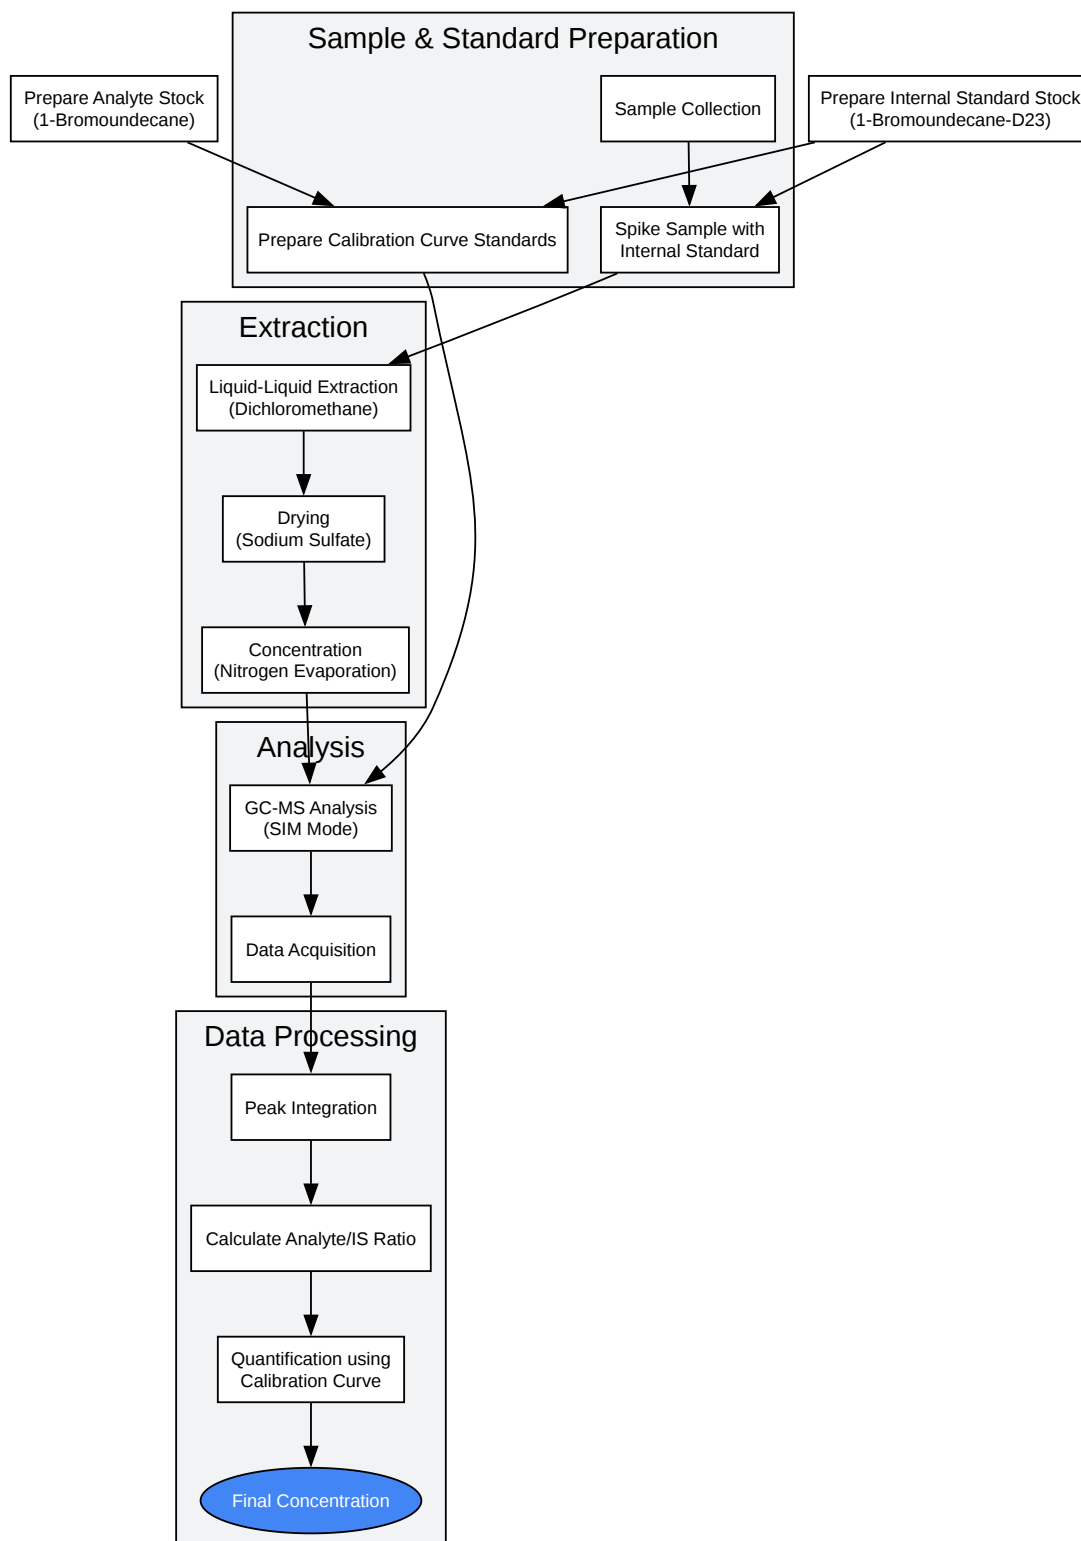 Sample & Standard Preparation
Prepare Analyte Stock
(1-Bromoundecane)
Sample Collection
Prepare Internal Standard Stock
(1-Bromoundecane-D23)
Prepare Calibration Curve Standards
Spike Sample with
Internal Standard
Extraction
Liquid-Liquid Extraction
(Dichloromethane)
Drying
(Sodium Sulfate)
Concentration
(Nitrogen Evaporation)
Analysis
GC-MS Analysis
(SIM Mode)
Data Acquisition
Data Processing
Peak Integration
Calculate Analyte/IS Ratio
Quantification using
Calibration Curve
Final Concentration